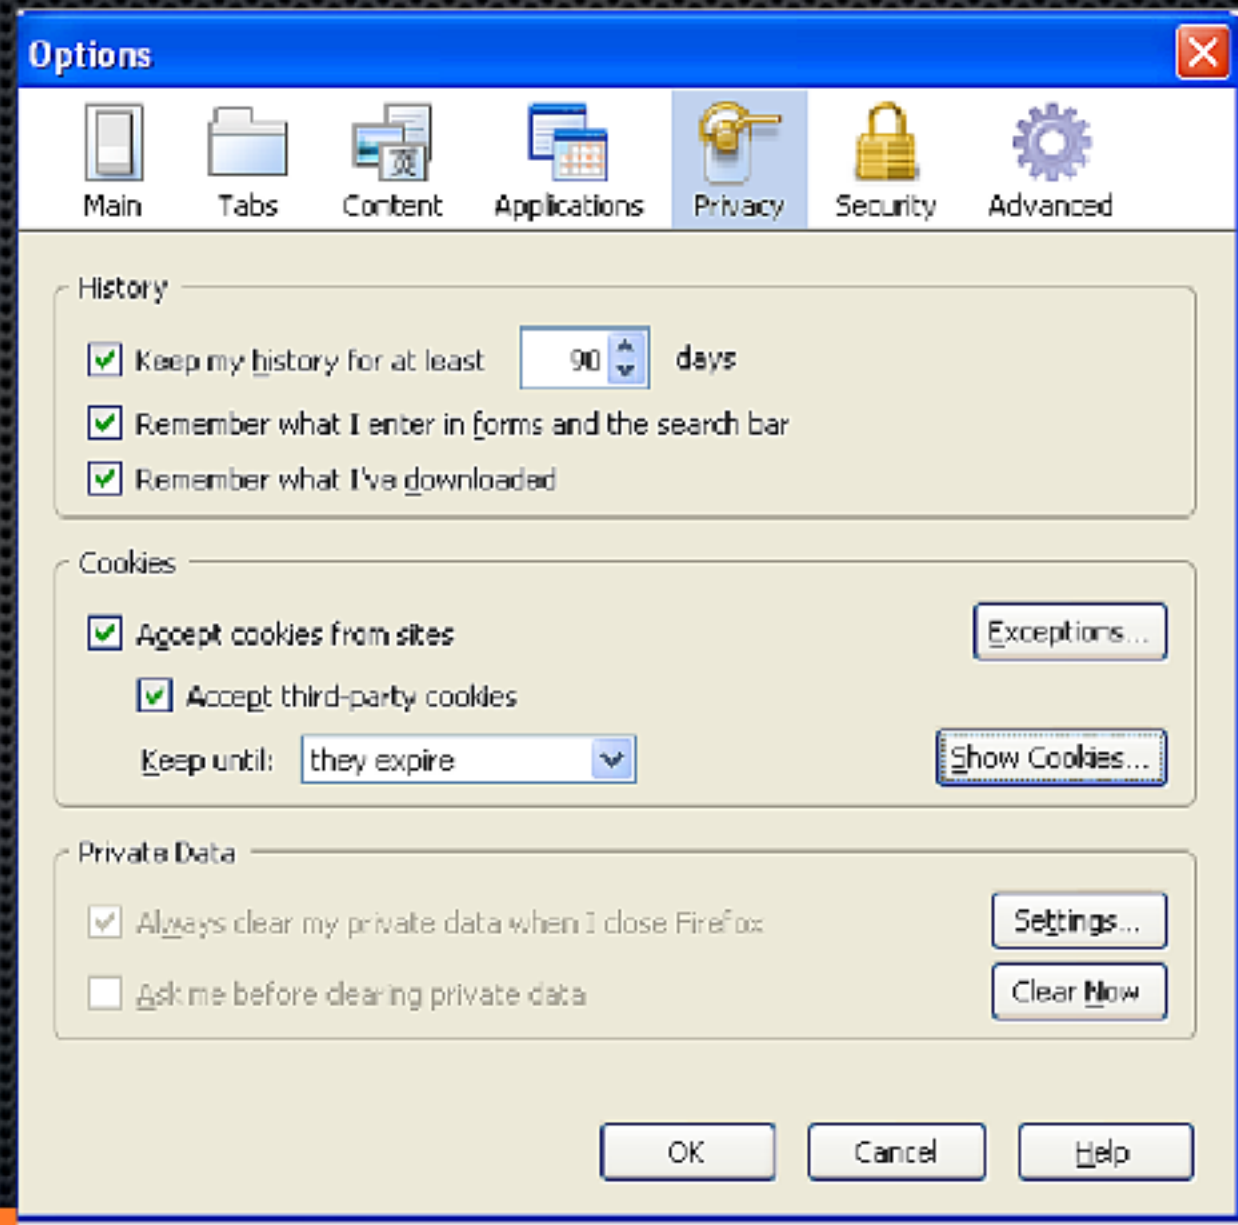 Options
Main Tabs Content Applications Privacy Security Advanced
History
Keep my history for at least 90 days
Remember what I enter in forms and the search bar
Remember what I've downloaded
Cookies
Accept cookies from sites Exceptions...
Accept third-party cookies
Keep until: they expire Show Cookies...
Private Data
Always clear my private data when I close Firefox Settings...
Ask me before clearing private data Clear Now
OK Cancel Help